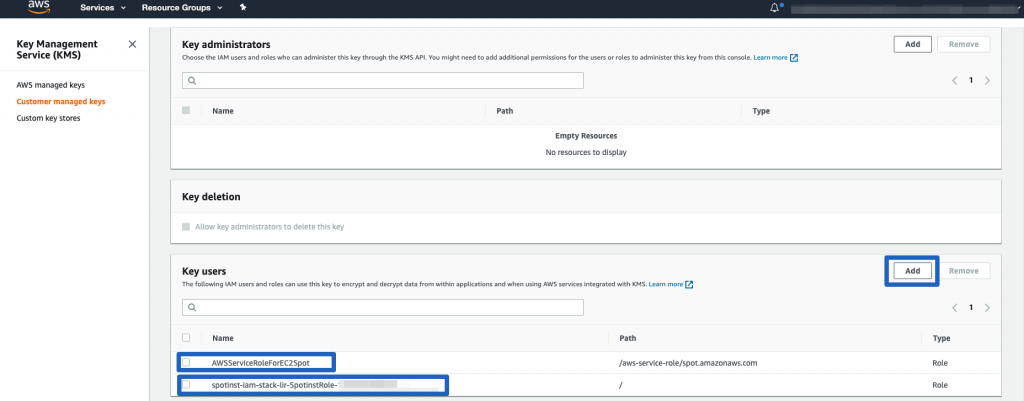 aws Services Resource Groups
Key Management
Service (KMS)
AWS managed keys
Customer managed keys
Custom key stores
Key administrators Add Remove
Choose the IAM users and roles who can administer this key through the KMS API. You might need to add additional permissions for the users or roles to administer this key from this console. Learn more
1
Name Path Type
Empty Resources
No resources to display
Key deletion
Allow key administrators to delete this key
Key users Add Remove
The following IAM users and roles can use this key to encrypt and decrypt data from within applications and when using AWS services integrated with KMS. Learn more
1
Name Path Type
AWSServiceRoleForEC2Spot /aws-service-role/spot.amazonaws.com Role
spotinst-iam-stack-lir-SpotinstRole- / Role